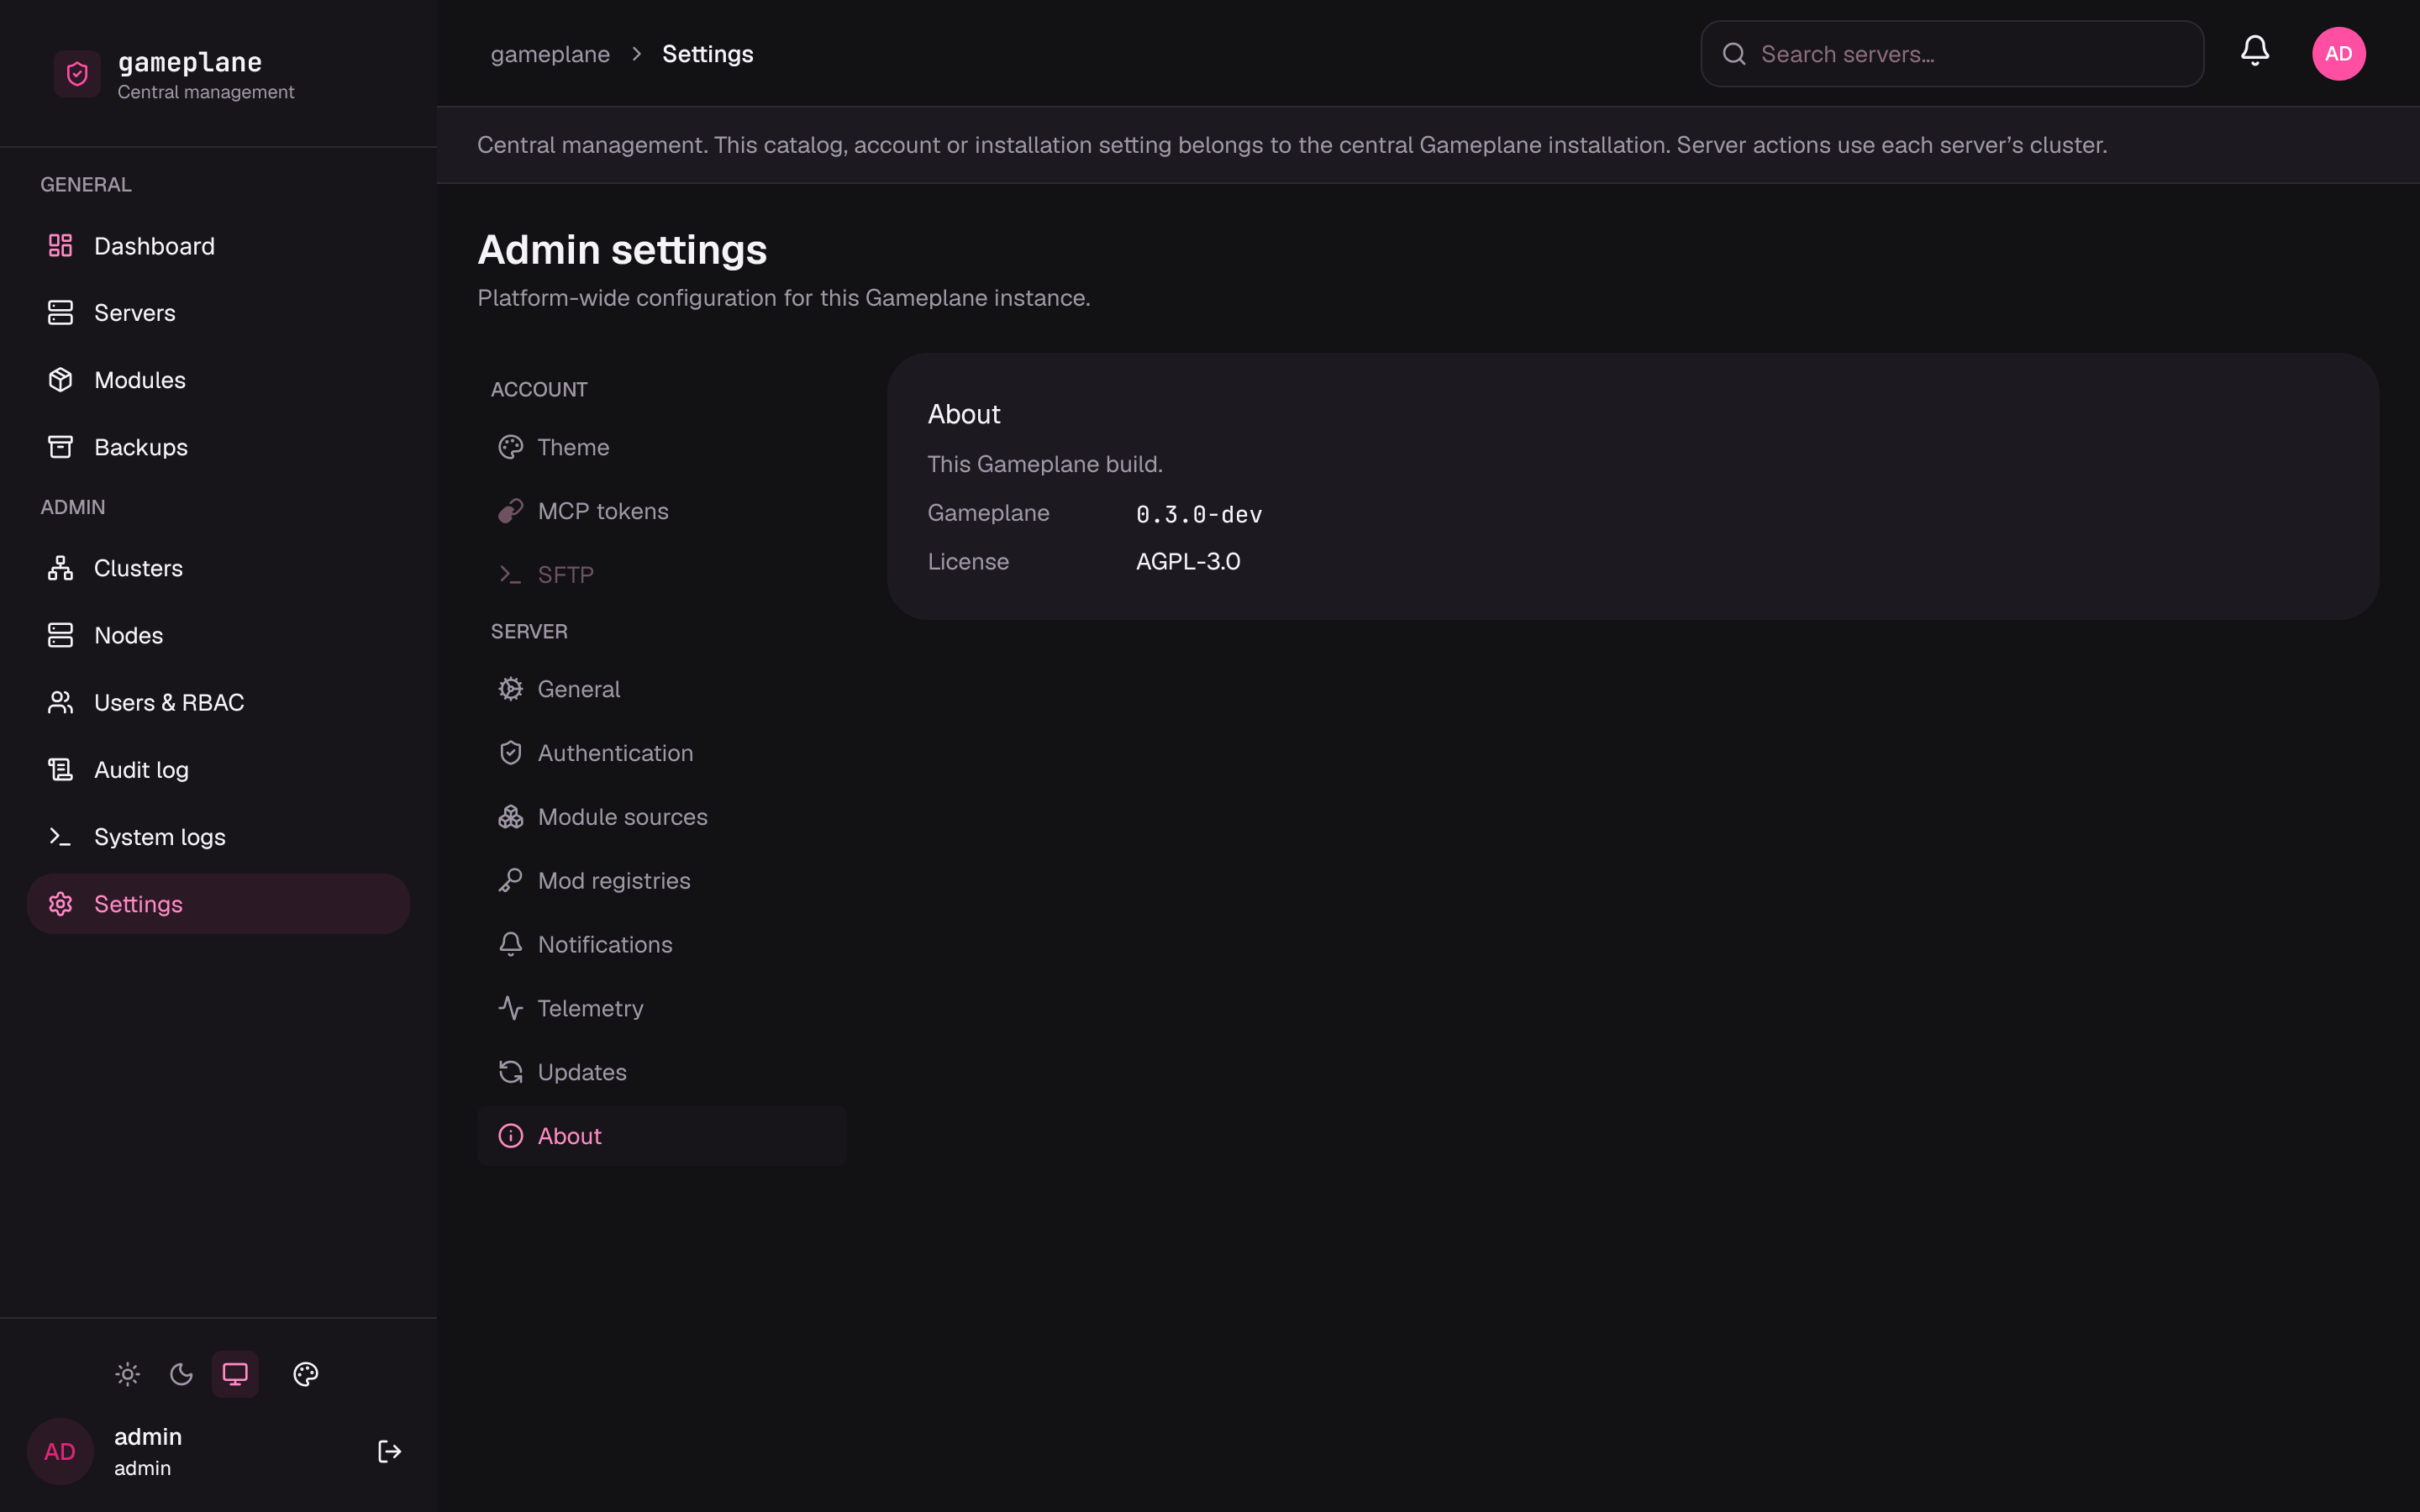 gameplane
Central management
GENERAL
Dashboard
Servers
Modules
Backups
ADMIN
Clusters
Nodes
Users & RBAC
Audit log
System logs
Settings
AD
admin
admin
gameplane
Settings
Search servers…
AD
Central management. This catalog, account or installation setting belongs to the central Gameplane installation. Server actions use each server’s cluster.
Admin settings
Platform-wide configuration for this Gameplane instance.
ACCOUNT
Theme
MCP tokens
SFTP
SERVER
General
Authentication
Module sources
Mod registries
Notifications
Telemetry
Updates
About
About
This Gameplane build.
Gameplane 0.3.0-dev
License AGPL-3.0